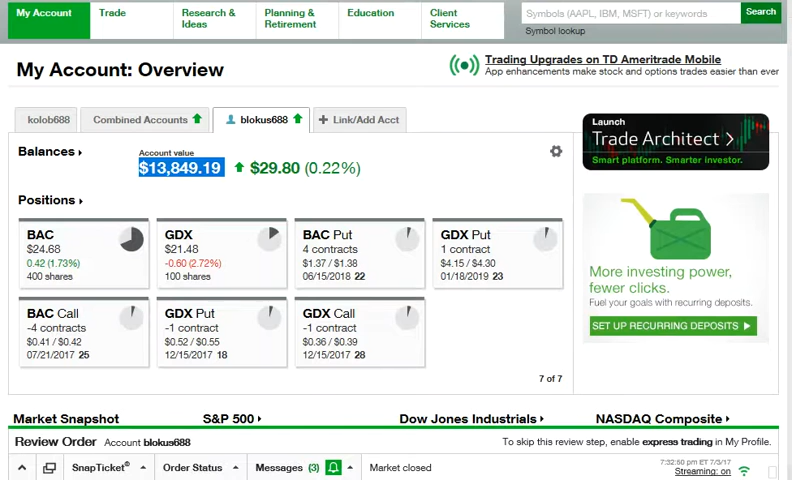 My Account
Trade
Research &
Ideas
Planning &
Retirement
Education
Client
Services
Symbols (AAPL, IBM, MSFT) or keywords
Search
Symbol lookup
My Account: Overview
Trading Upgrades on TD Ameritrade Mobile
App enhancements make stock and options trades easier than ever
kolob688
Combined Accounts
blokus688
Link/Add Acct
Balances
Account value
$13,849.19 $29.80 (0.22%)
Launch
Trade Architect >
Smart platform. Smarter investor.
Positions
BAC
$24.68
0.42 (1.73%)
400 shares
GDX
$21.48
-0.60 (2.72%)
100 shares
BAC Put
4 contracts
$1.37 / $1.38
06/15/2018 22
GDX Put
1 contract
$4.15 / $4.30
01/18/2019 23
BAC Call
-4 contracts
$0.41 / $0.42
07/21/2017 25
GDX Put
-1 contract
$0.52 / $0.55
12/15/2017 18
GDX Call
-1 contract
$0.36 / $0.39
12/15/2017 28
7 of 7
More investing power,
fewer clicks.
Fuel your goals with recurring deposits.
SET UP RECURRING DEPOSITS
Market Snapshot
S&P 500
Dow Jones Industrials
NASDAQ Composite
Review Order Account blokus688
To skip this review step, enable express trading in My Profile.
SnapTicket®
Order Status
Messages (3)
Market closed
7:32:50 pm ET 7/3/17
Streaming: on